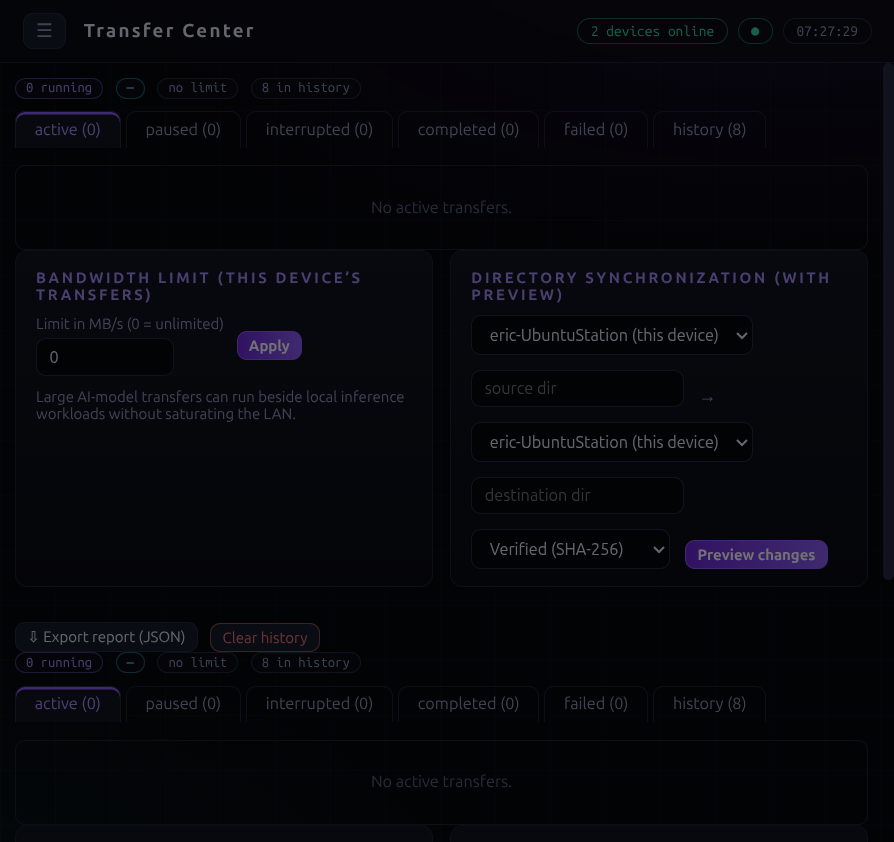 ☰ Transfer Center
2 devices online ● 07:27:29
0 running — no limit 8 in history
active (0) paused (0) interrupted (0) completed (0) failed (0) history (8)
No active transfers.
BANDWIDTH LIMIT (THIS DEVICE'S
TRANSFERS)
Limit in MB/s (0 = unlimited)
0
Apply
Large AI-model transfers can run beside local inference
workloads without saturating the LAN.
DIRECTORY SYNCHRONIZATION (WITH
PREVIEW)
eric-UbuntuStation (this device)
source dir →
eric-UbuntuStation (this device)
destination dir
Verified (SHA-256) Preview changes
⇩ Export report (JSON) Clear history
0 running — no limit 8 in history
active (0) paused (0) interrupted (0) completed (0) failed (0) history (8)
No active transfers.